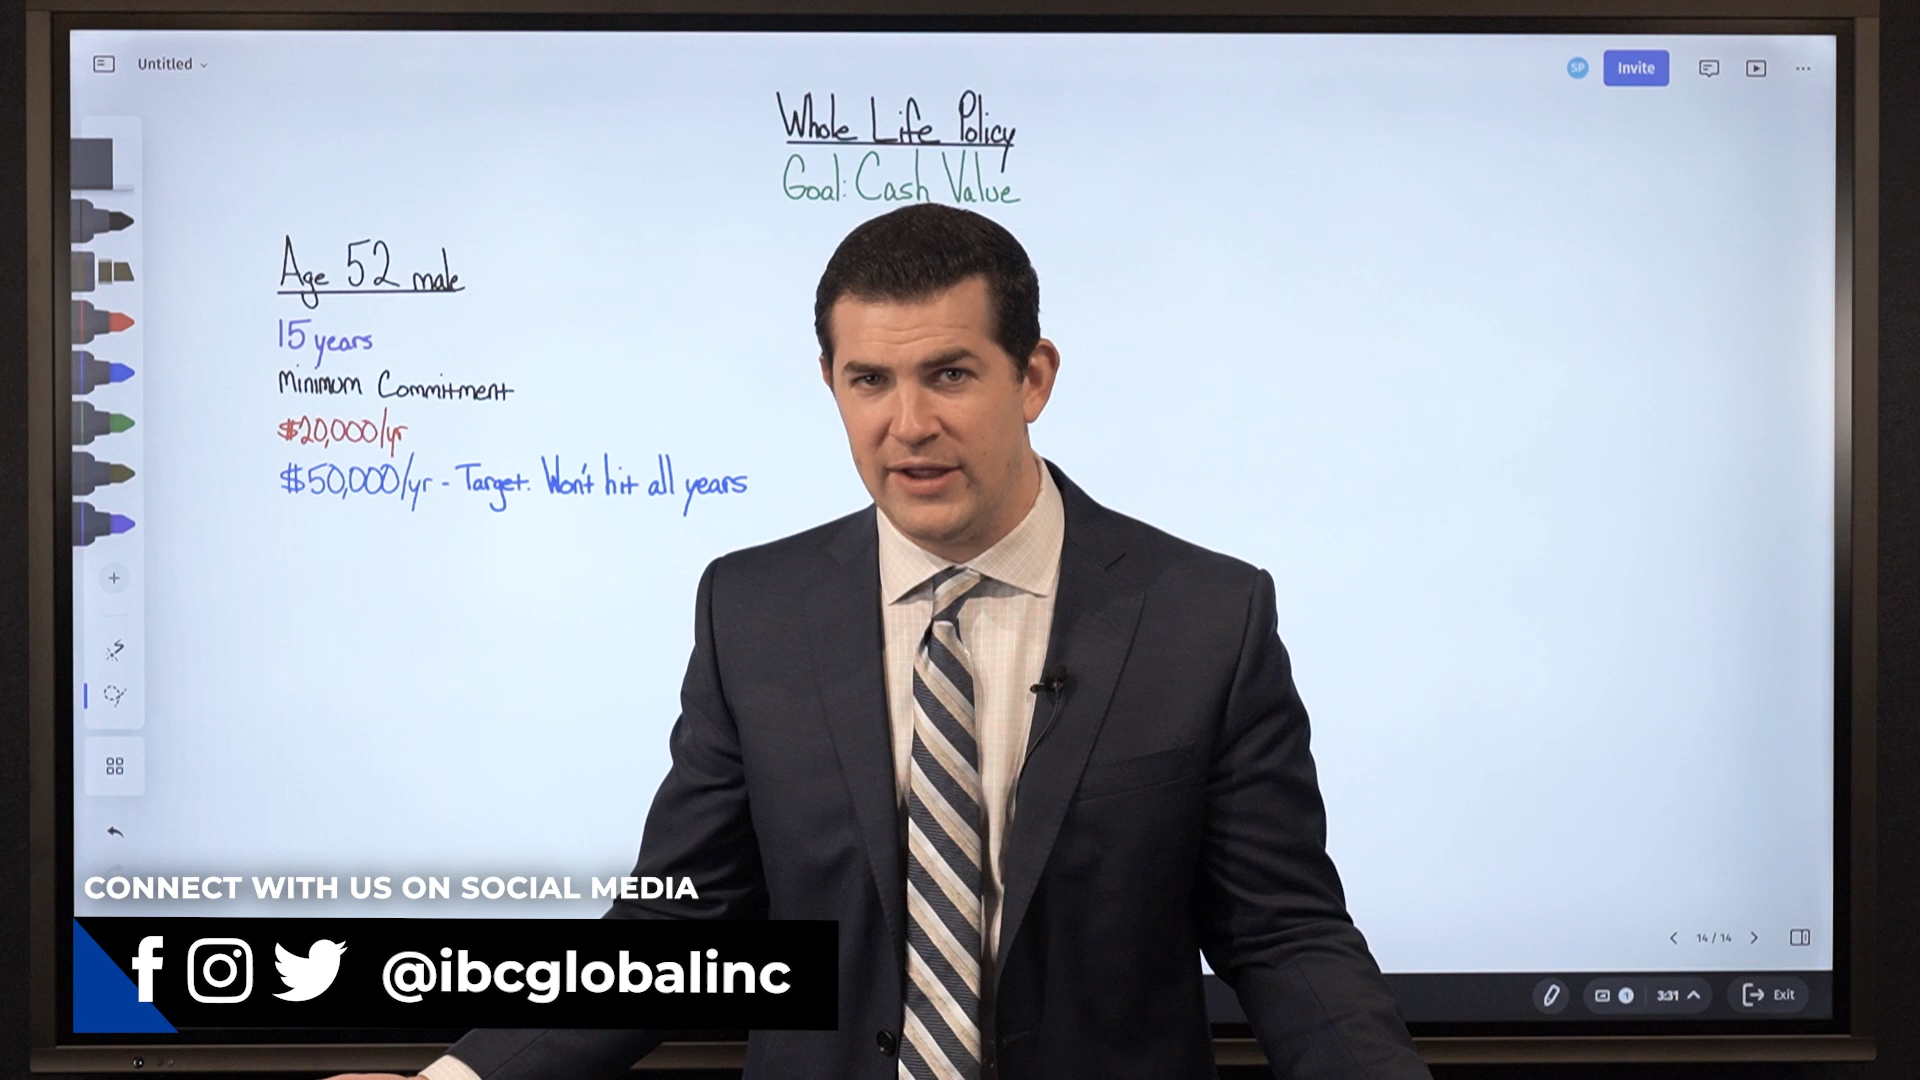 Untitled
SP
Invite
Whole Life Policy
Goal: Cash Value
Age 52 male
15 years
Minimum Commitment
$20,000/yr
$50,000/yr - Target. Won't hit all years
14/14
CONNECT WITH US ON SOCIAL MEDIA
@ibcglobalinc
1
3:31
Exit